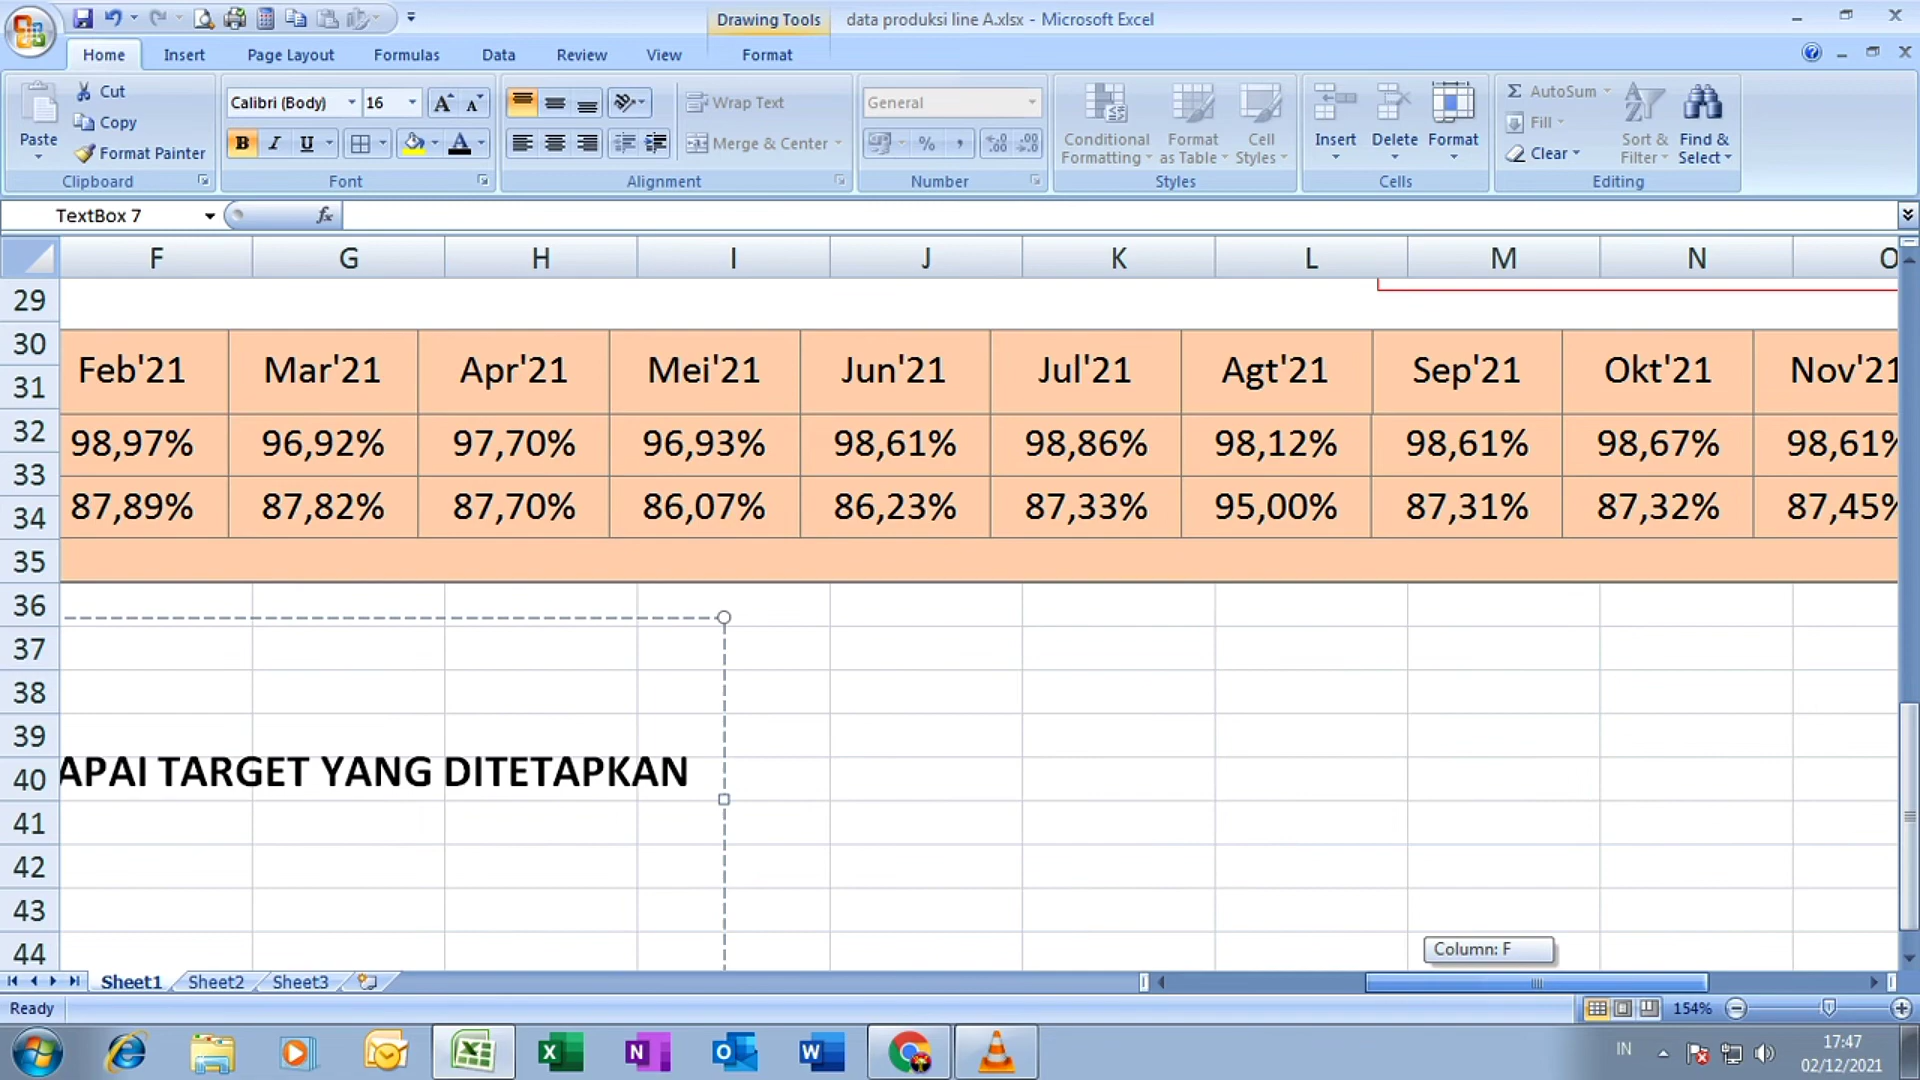 Drawing Tools
data produksi line A.xlsx - Microsoft Excel
Home Insert Page Layout Formulas Data Review View Format
Paste
Cut
Copy
Format Painter
Clipboard
Calibri (Body) 16
B I U
Font
Wrap Text
Merge & Center
Alignment
General
Number
Conditional Formatting
Format as Table
Cell Styles
Styles
Insert Delete Format
Cells
AutoSum
Fill
Clear
Sort & Filter
Find & Select
Editing
TextBox 7
fx
F G H I J K L M N O
29
30
31
32
33
34
35
36
37
38
39
40
41
42
43
44
Feb'21 Mar'21 Apr'21 Mei'21 Jun'21 Jul'21 Agt'21 Sep'21 Okt'21 Nov'21
98,97% 96,92% 97,70% 96,93% 98,61% 98,86% 98,12% 98,61% 98,67% 98,61%
87,89% 87,82% 87,70% 86,07% 86,23% 87,33% 95,00% 87,31% 87,32% 87,45%
APAI TARGET YANG DITETAPKAN
Column: F
Sheet1 Sheet2 Sheet3
Ready
154%
IN
17:47
02/12/2021